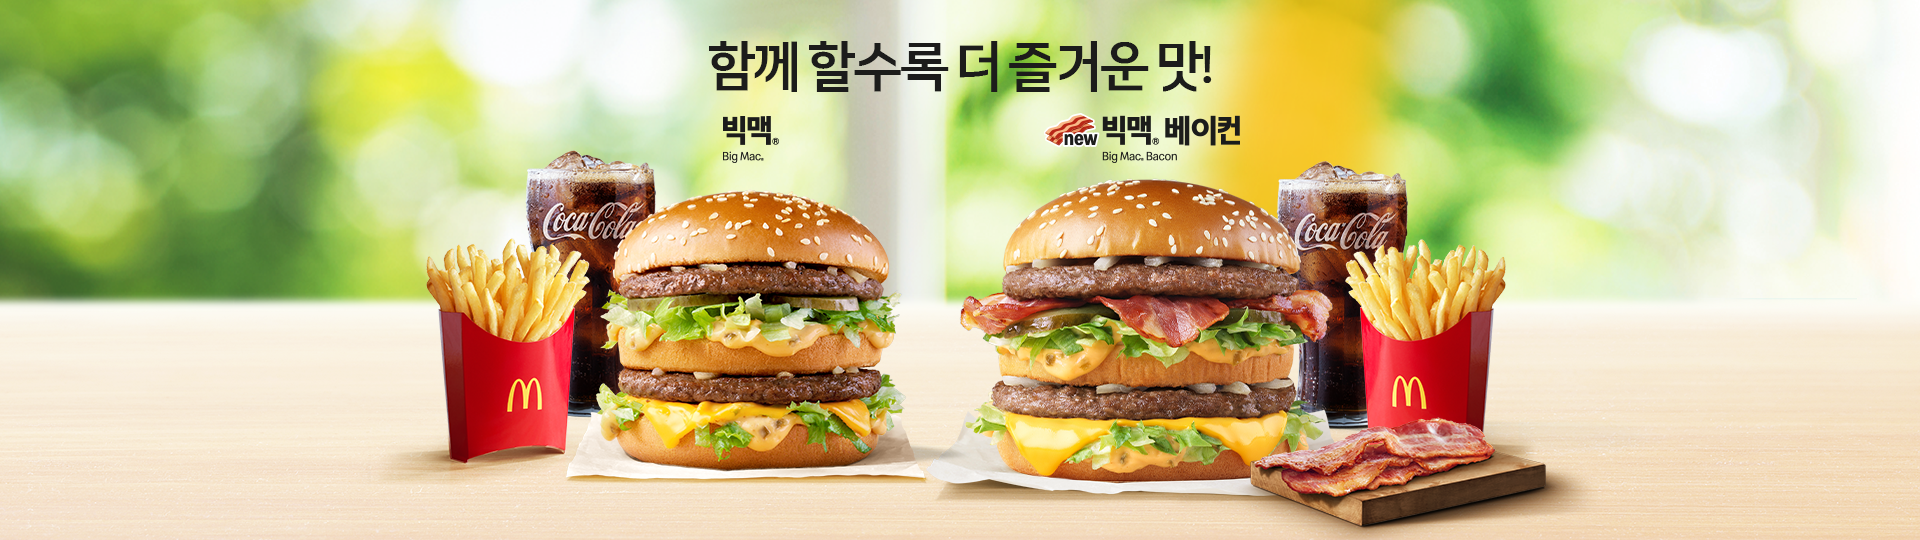 함께 할수록 더 즐거운 맛!
빅맥®
Big Mac®
new 빅맥® 베이컨
Big Mac® Bacon
Coca-Cola
Coca-Cola